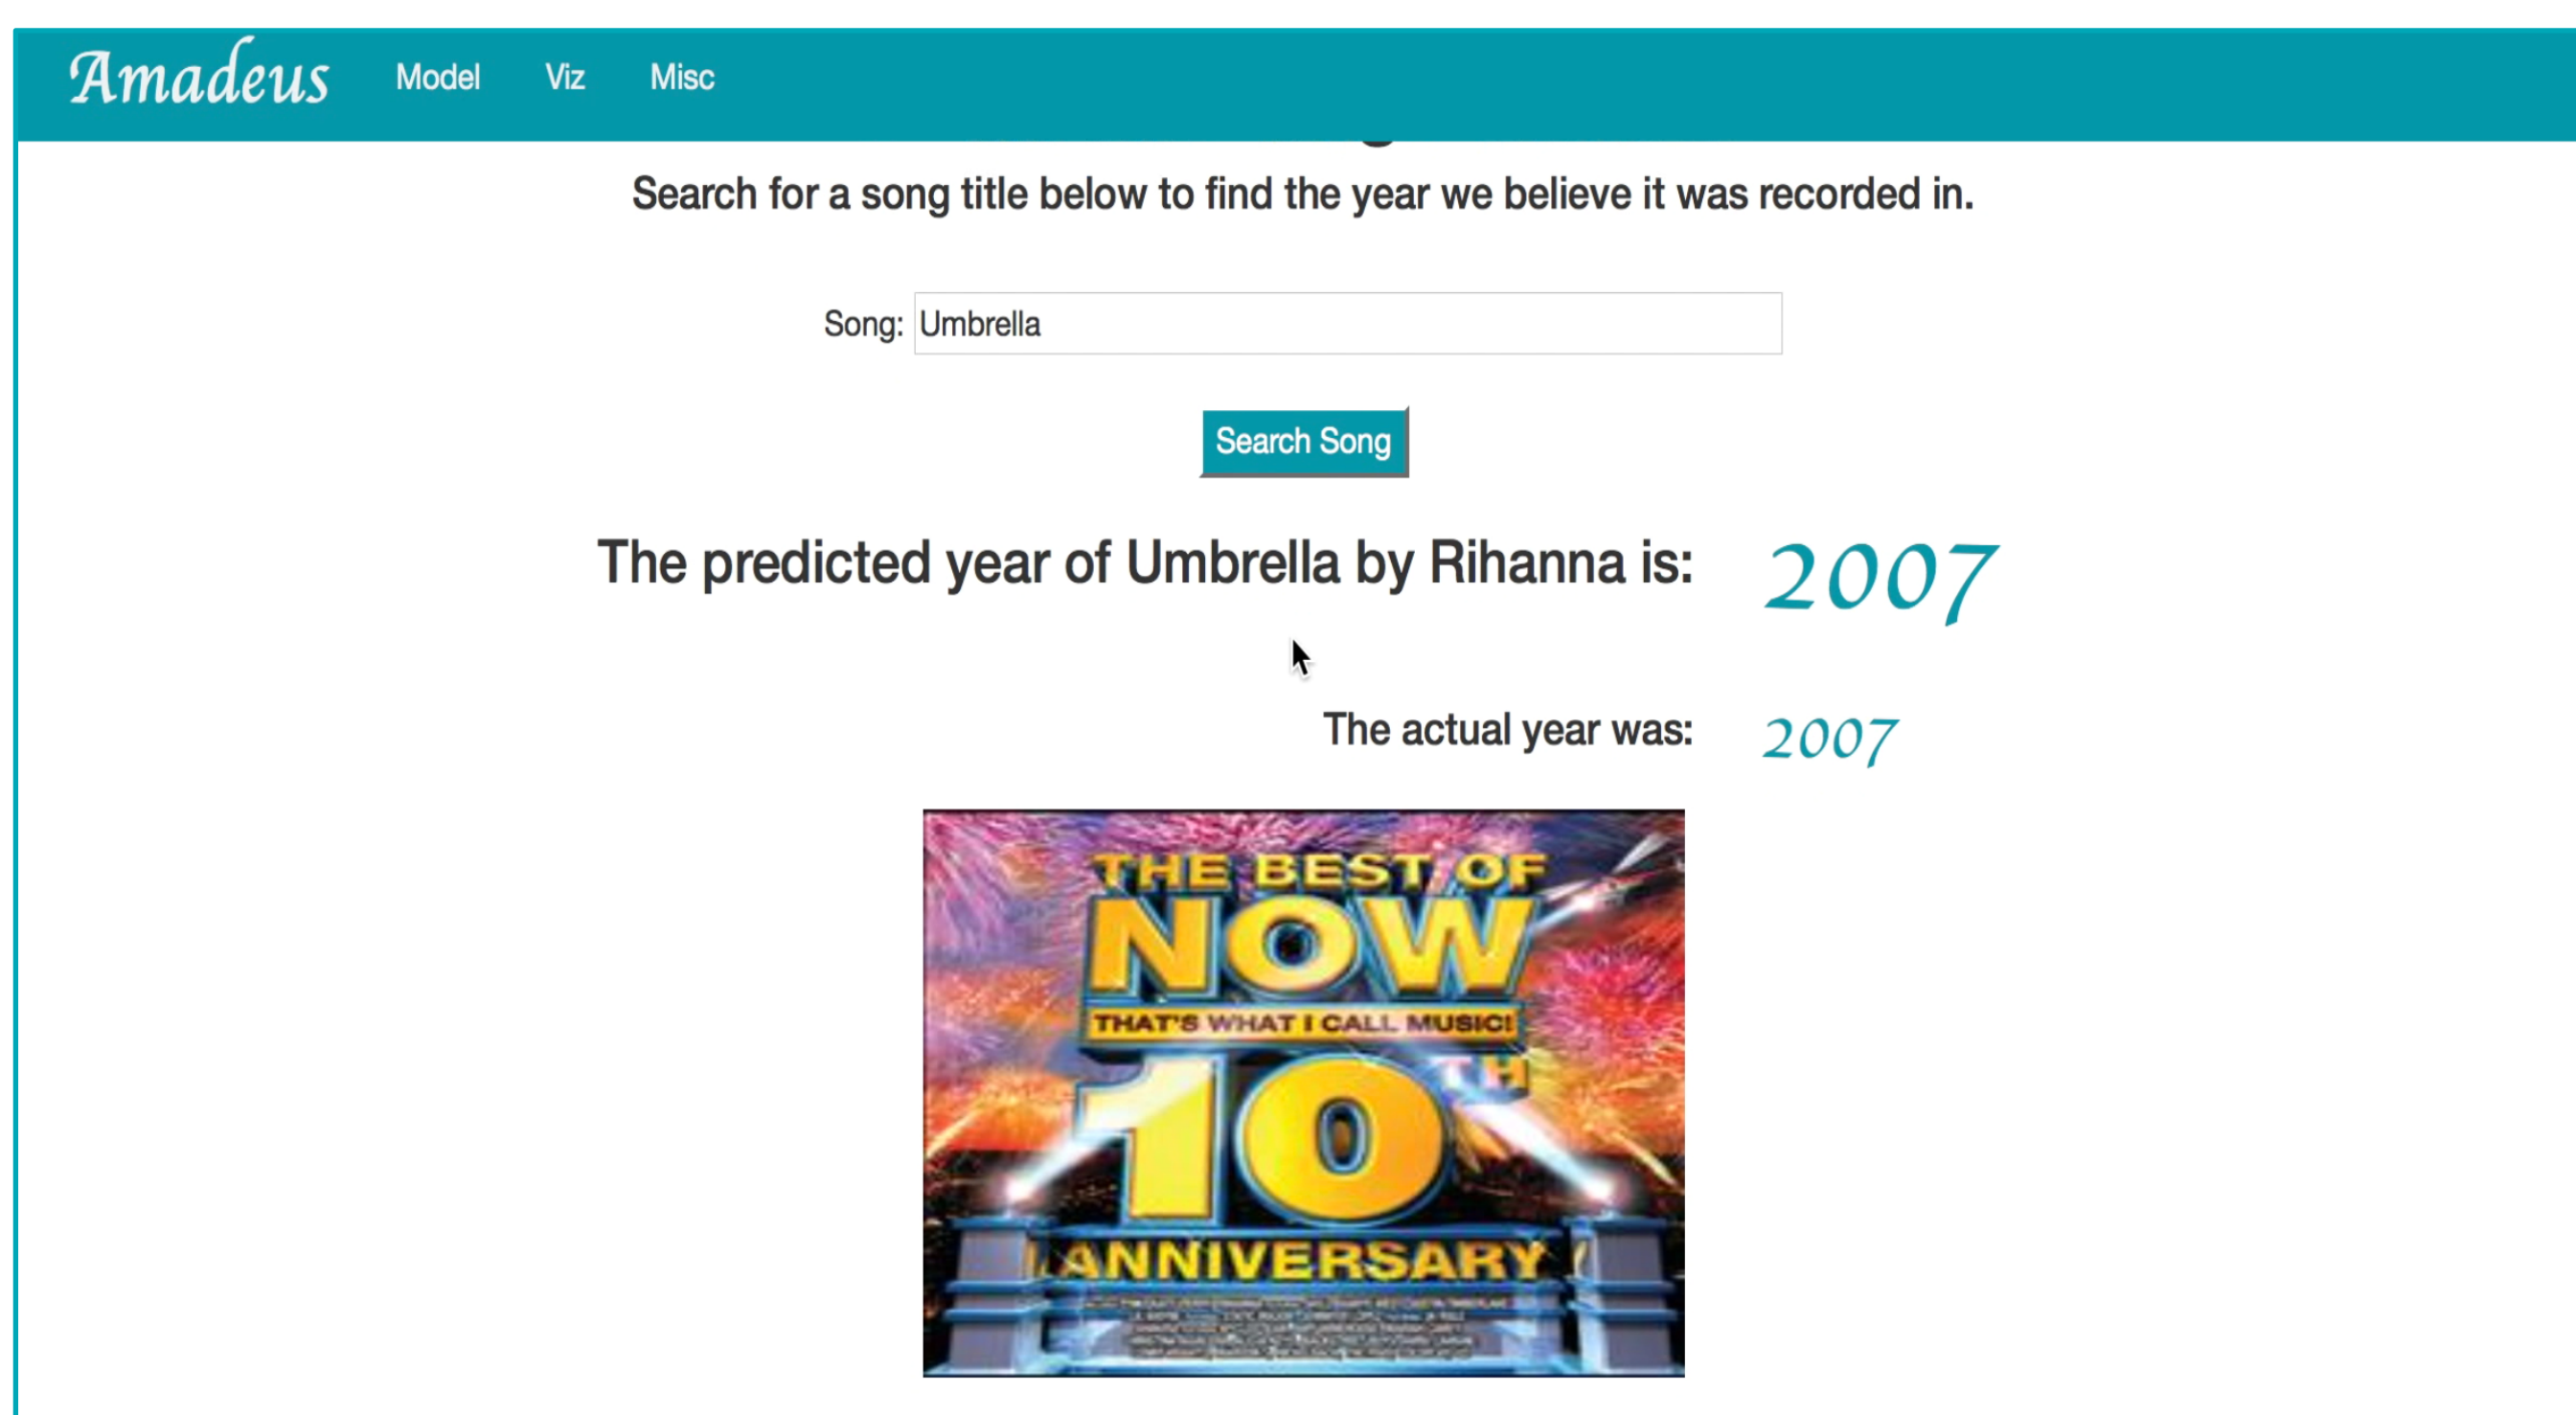 Amadeus Model Viz Misc
Search for a song title below to find the year we believe it was recorded in.
Song: Umbrella
Search Song
The predicted year of Umbrella by Rihanna is: 2007
The actual year was: 2007
THE BEST OF
NOW
THAT'S WHAT I CALL MUSIC!
10TH
ANNIVERSARY